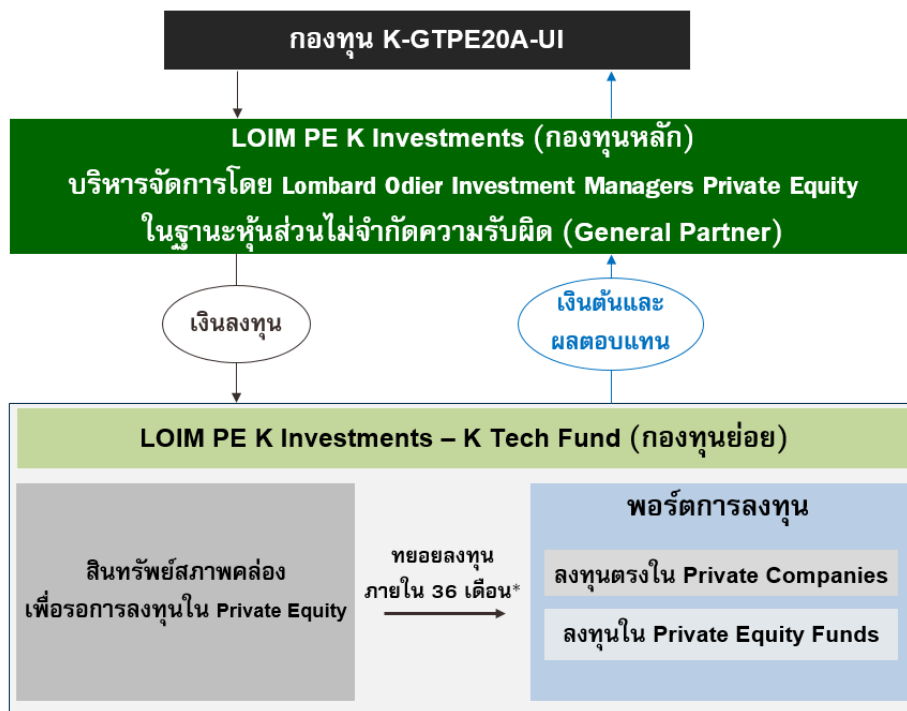 กองทุน K-GTPE20A-UI
LOIM PE K Investments (กองทุนหลัก)
บริหารจัดการโดย Lombard Odier Investment Managers Private Equity
ในฐานะหุ้นส่วนไม่จำกัดความรับผิด (General Partner)
เงินลงทุน
เงินต้นและ
ผลตอบแทน
LOIM PE K Investments – K Tech Fund (กองทุนย่อย)
สินทรัพย์สภาพคล่อง
เพื่อรอการลงทุนใน Private Equity
ทยอยลงทุน
ภายใน 36 เดือน*
พอร์ตการลงทุน
ลงทุนตรงใน Private Companies
ลงทุนใน Private Equity Funds